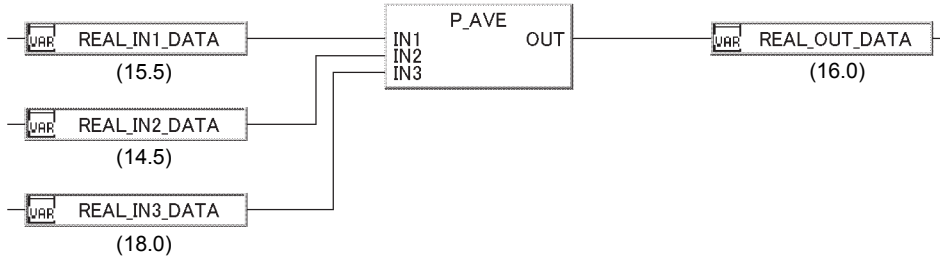 VAR REAL_IN1_DATA
(15.5)
VAR REAL_IN2_DATA
(14.5)
VAR REAL_IN3_DATA
(18.0)
P_AVE
IN1 OUT
IN2
IN3
VAR REAL_OUT_DATA
(16.0)